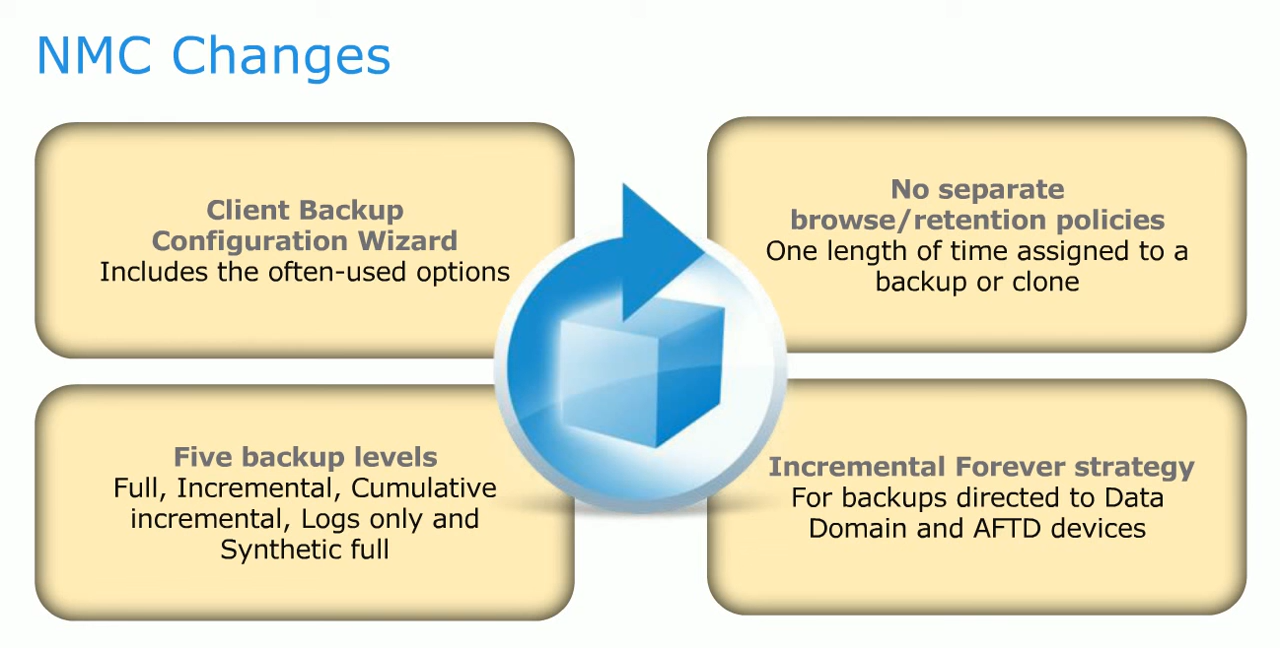 NMC Changes
Client Backup
Configuration Wizard
Includes the often-used options
No separate
browse/retention policies
One length of time assigned to a
backup or clone
Five backup levels
Full, Incremental, Cumulative
incremental, Logs only and
Synthetic full
Incremental Forever strategy
For backups directed to Data
Domain and AFTD devices